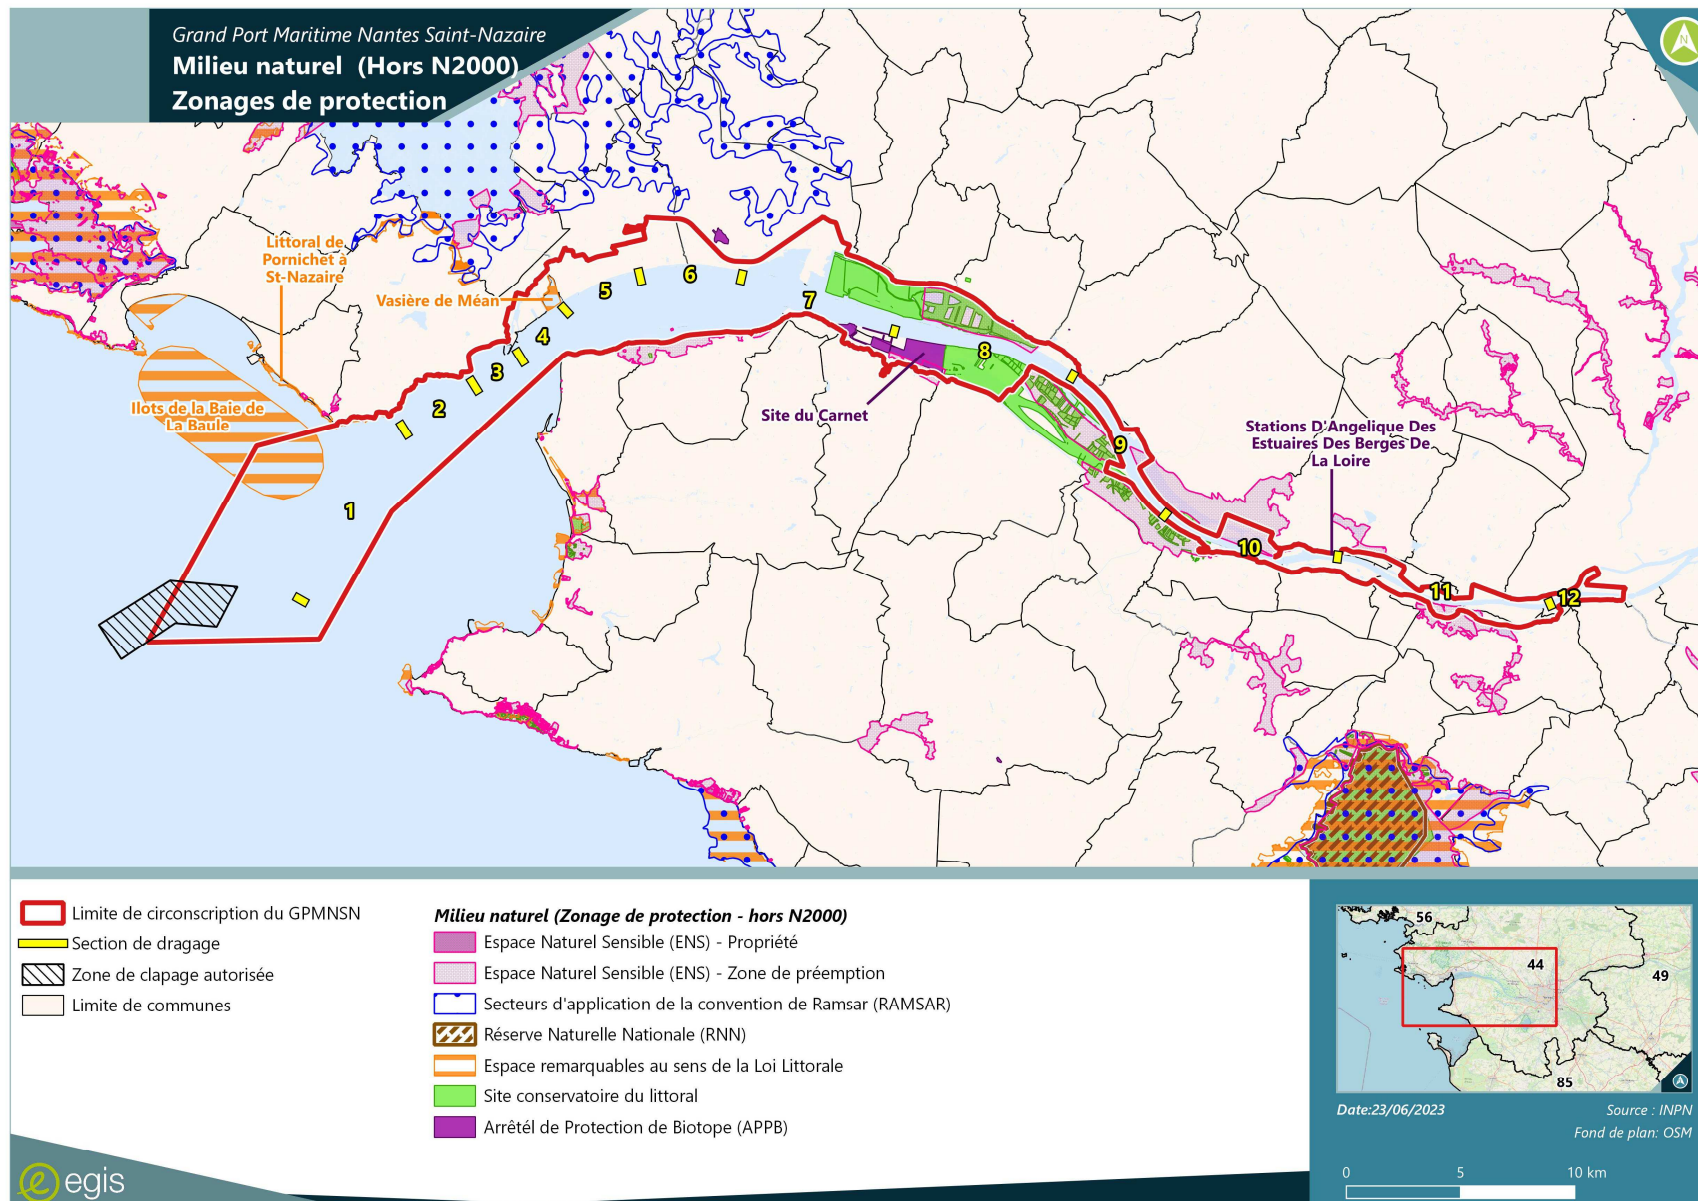 Grand Port Maritime Nantes Saint-Nazaire
Milieu naturel (Hors N2000)
Zonages de protection
N
Littoral de
Pornichet à
St-Nazaire
Vasière de Méan
Ilots de la Baie de
La Baule
Site du Carnet
Stations D'Angelique Des
Estuaires Des Berges De
La Loire
1
2
3
4
5
6
7
8
9
10
11
12
Limite de circonscription du GPMNSN
Section de dragage
Zone de clapage autorisée
Limite de communes
Milieu naturel (Zonage de protection - hors N2000)
Espace Naturel Sensible (ENS) - Propriété
Espace Naturel Sensible (ENS) - Zone de préemption
Secteurs d'application de la convention de Ramsar (RAMSAR)
Réserve Naturelle Nationale (RNN)
Espace remarquables au sens de la Loi Littorale
Site conservatoire du littoral
Arrêtél de Protection de Biotope (APPB)
56
44
49
85
Date:23/06/2023
Source : INPN
Fond de plan: OSM
0 5 10 km
egis